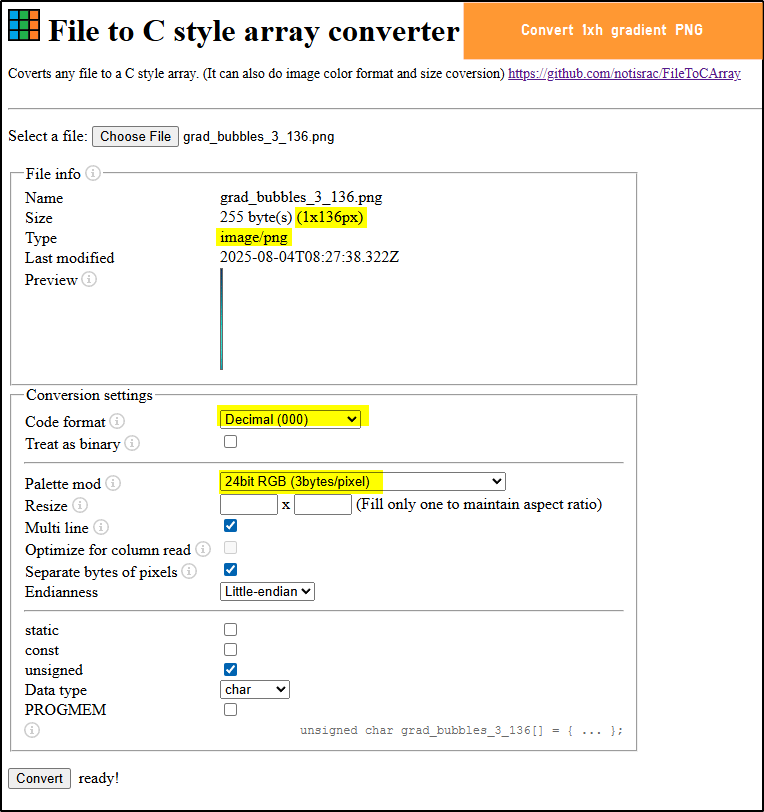 File to C style array converter
Convert 1xh gradient PNG
Coverts any file to a C style array. (It can also do image color format and size coversion) https://github.com/notisrac/FileToCArray
Select a file: Choose File grad_bubbles_3_136.png
File info
Name grad_bubbles_3_136.png
Size 255 byte(s) (1x136px)
Type image/png
Last modified 2025-08-04T08:27:38.322Z
Preview
Conversion settings
Code format Decimal (000)
Treat as binary
Palette mod 24bit RGB (3bytes/pixel)
Resize x (Fill only one to maintain aspect ratio)
Multi line
Optimize for column read
Separate bytes of pixels
Endianness Little-endian
static
const
unsigned
Data type char
PROGMEM
unsigned char grad_bubbles_3_136[] = { ... };
Convert ready!